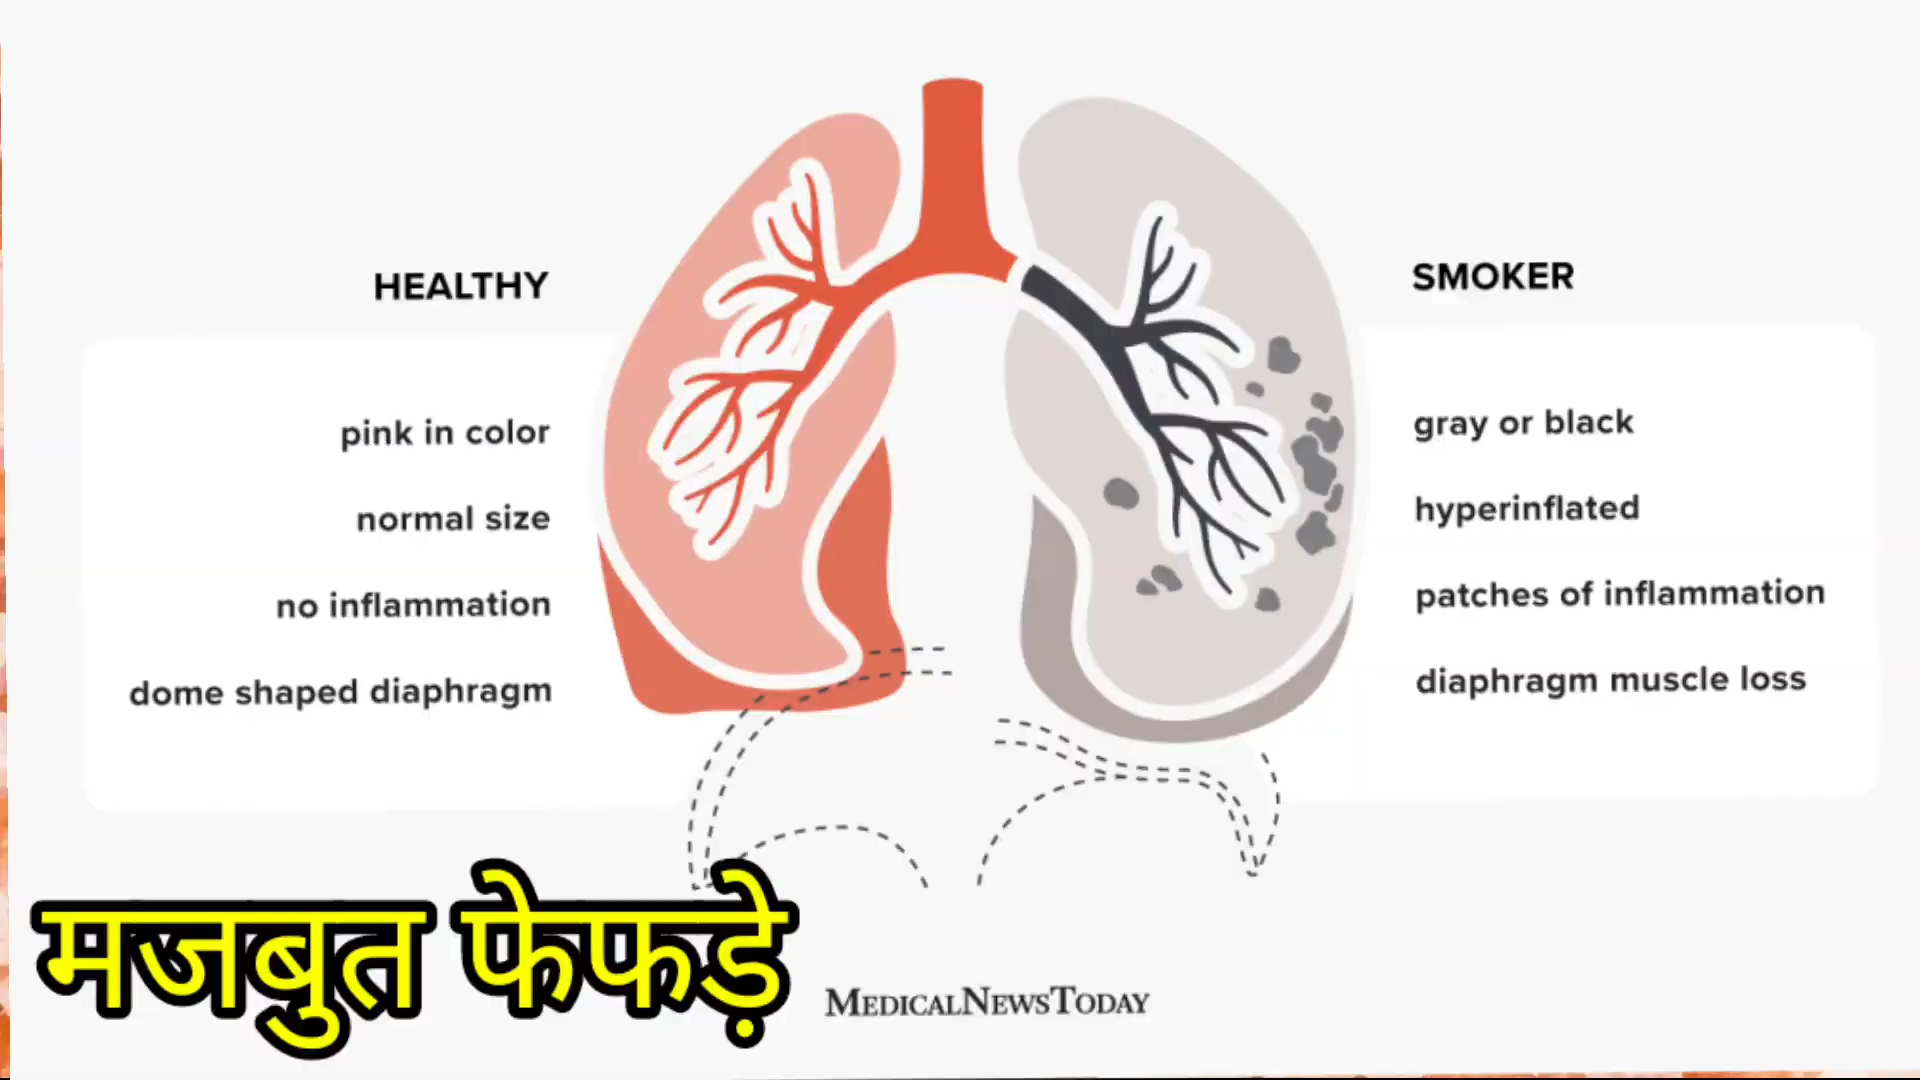 HEALTHY
pink in color
normal size
no inflammation
dome shaped diaphragm
SMOKER
gray or black
hyperinflated
patches of inflammation
diaphragm muscle loss
मजबुत फेफड़े
MEDICALNEWSTODAY